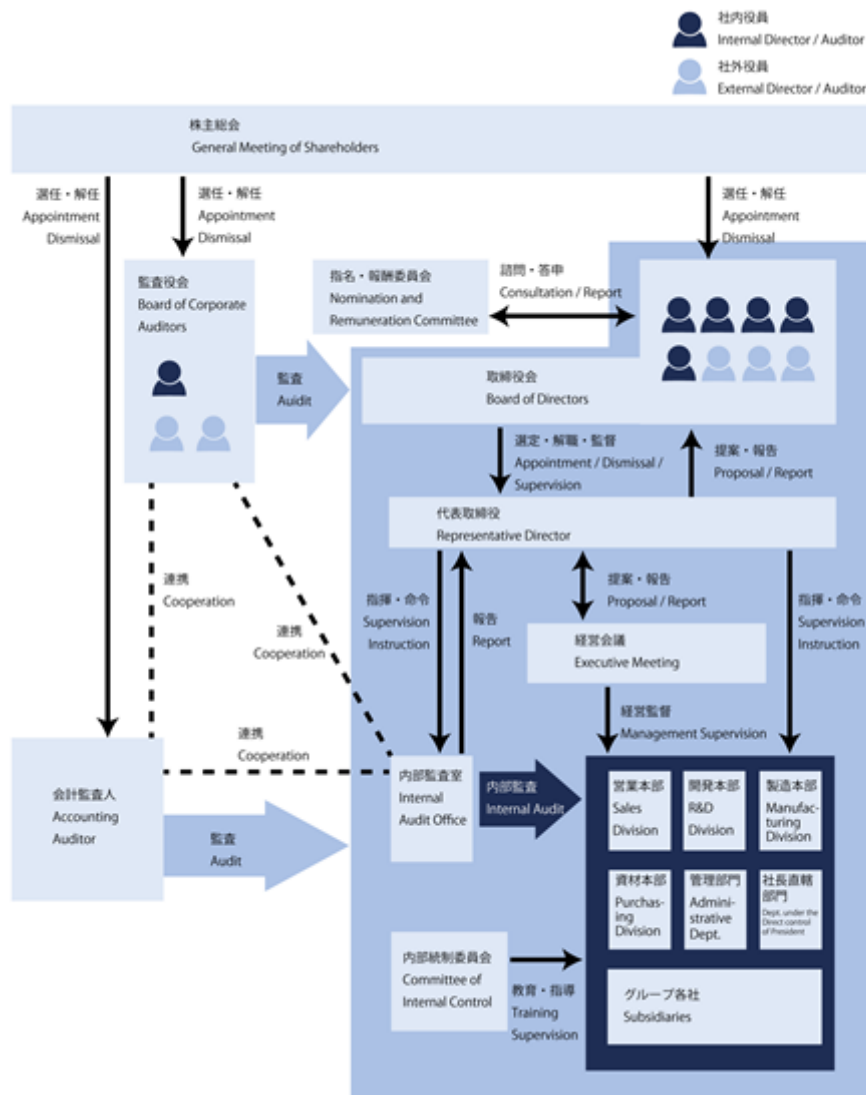 社内役員
Internal Director / Auditor
社外役員
External Director / Auditor
株主総会
General Meeting of Shareholders
選任・解任
Appointment
Dismissal
選任・解任
Appointment
Dismissal
選任・解任
Appointment
Dismissal
監査役会
Board of Corporate
Auditors
指名・報酬委員会
Nomination and
Remuneration Committee
諮問・答申
Consultation / Report
監査
Auidit
取締役会
Board of Directors
選定・解職・監督
Appointment / Dismissal /
Supervision
提案・報告
Proposal / Report
代表取締役
Representative Director
連携
Cooperation
連携
Cooperation
指揮・命令
Supervision
Instruction
報告
Report
提案・報告
Proposal / Report
指揮・命令
Supervision
Instruction
経営会議
Executive Meeting
経営監督
Management Supervision
連携
Cooperation
会計監査人
Accounting
Auditor
監査
Audit
内部監査室
Internal
Audit Office
内部監査
Internal Audit
営業本部
Sales
Division
開発本部
R&D
Division
製造本部
Manufac-
turing
Division
資材本部
Purchas-
ing
Division
管理部門
Admini-
strative
Dept.
社長直轄
部門
Dept. under the
Direct control
of President
内部統制委員会
Committee of
Internal Control
教育・指導
Training
Supervision
グループ各社
Subsidiaries